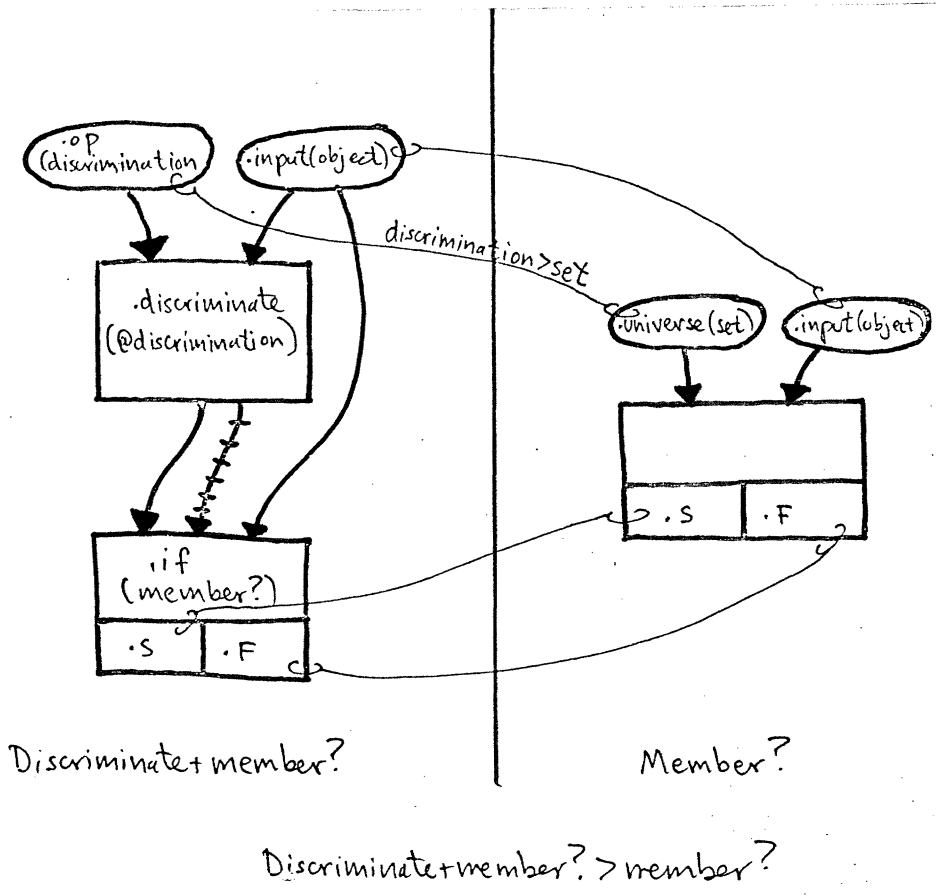 .op
(discrimination
.input(object)
discrimination>set
.discriminate
(@discrimination)
.universe(set)
.input(object)
.S
.F
.if
(member?)
.S
.F
Discriminate+member?
Member?
Discriminate+member?>member?